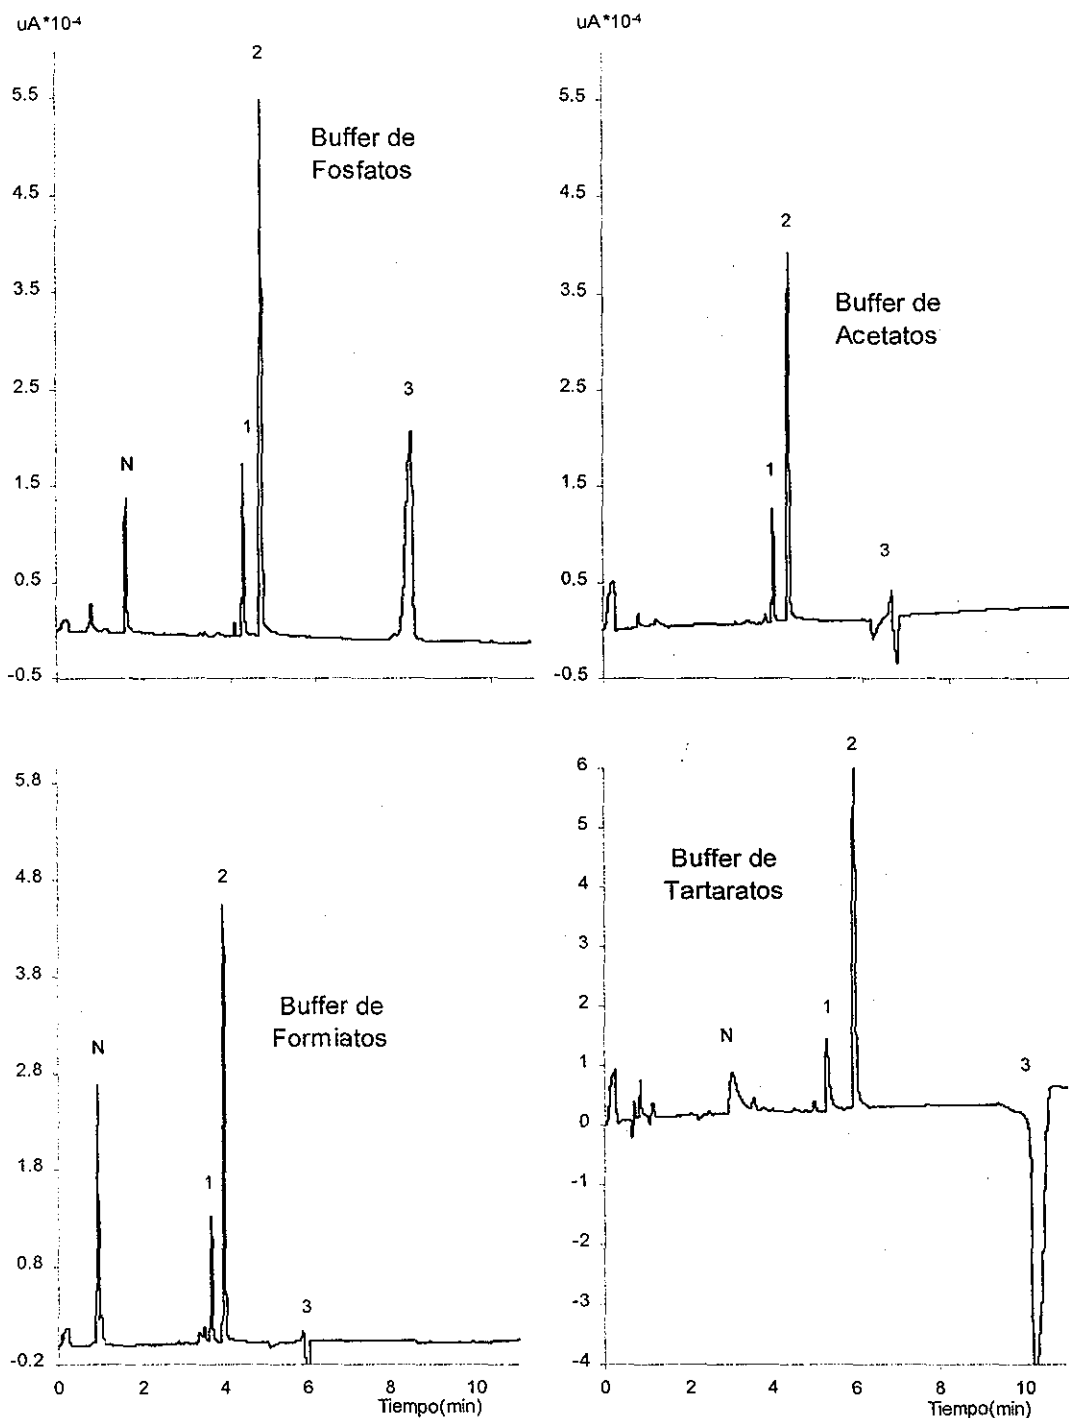 uA*10-4
2
5.5
Buffer de
Fosfatos
4.5
3.5
2.5
3
1
N
1.5
0.5
-0.5
uA*10-4
5.5
4.5
2
3.5
Buffer de
Acetatos
2.5
1
1.5
3
0.5
-0.5
5.8
4.8
2
3.8
Buffer de
Formiatos
N
2.8
1.8
1
0.8
3
-0.2
0 2 4 6 8 10
Tiempo(min)
2
6
5
Buffer de
Tartaratos
4
3
2
1
N
1
3
0
-1
-2
-3
-4
0 2 4 6 8 10
Tiempo(min)